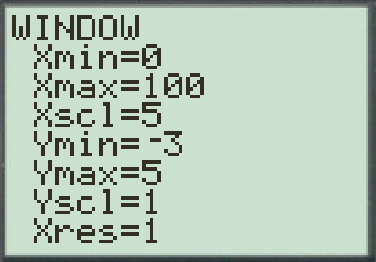 WINDOW
Xmin=0
Xmax=100
Xscl=5
Ymin=-3
Ymax=5
Yscl=1
Xres=1